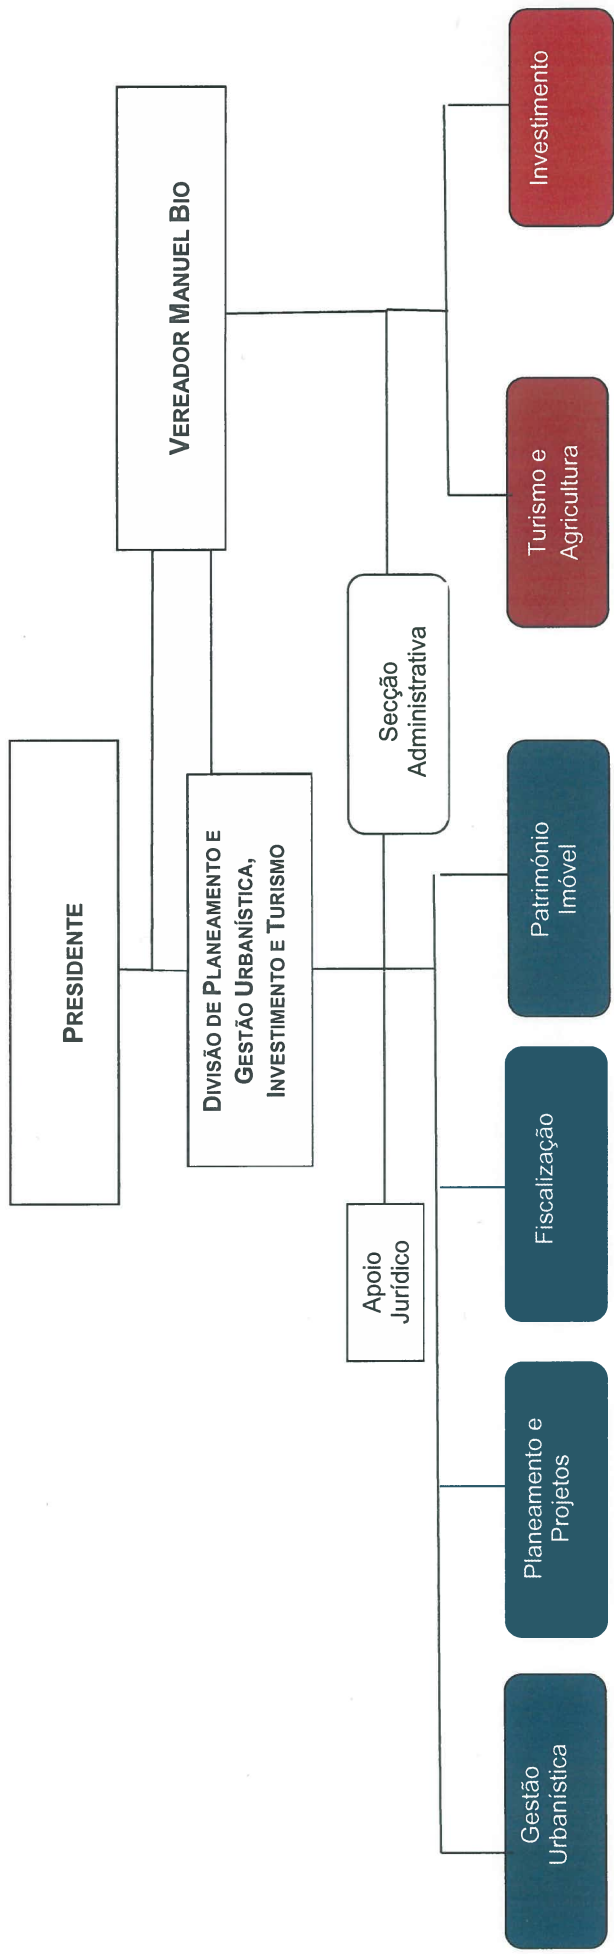 PRESIDENTE
VEREADOR MANUEL BIO
DIVISÃO DE PLANEAMENTO E
GESTÃO URBANÍSTICA,
INVESTIMENTO E TURISMO
Apoio
Jurídico
Secção
Administrativa
Gestão
Urbanística
Planeamento e
Projetos
Fiscalização
Património
Imóvel
Turismo e
Agricultura
Investimento